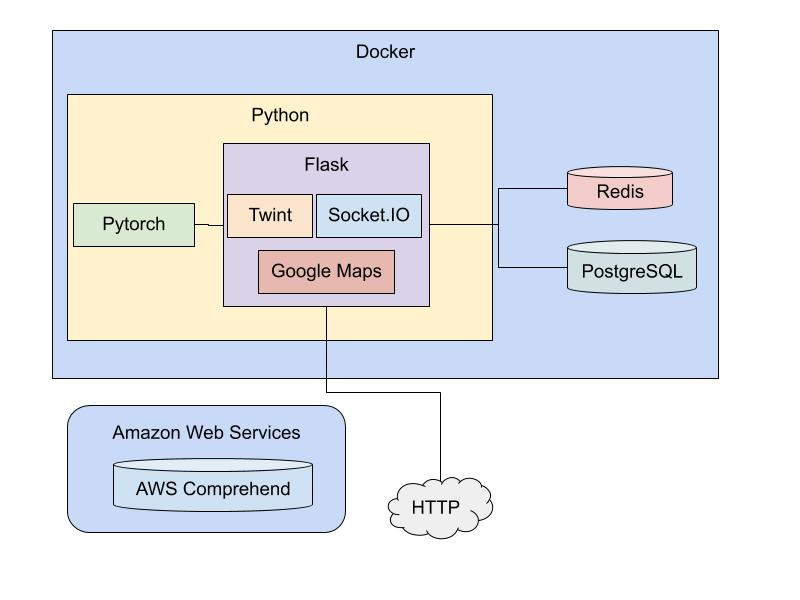 Docker
Python
Flask
Pytorch
Twint
Socket.IO
Google Maps
Redis
PostgreSQL
Amazon Web Services
AWS Comprehend
HTTP